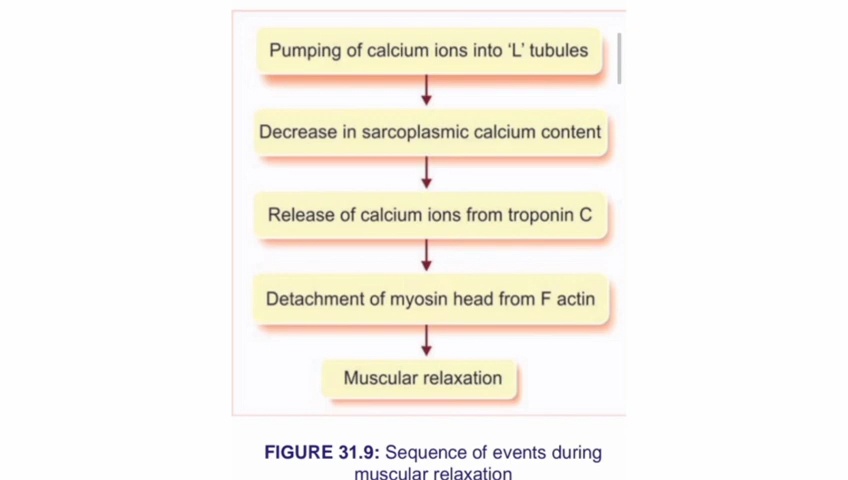 Pumping of calcium ions into ‘L’ tubules
Decrease in sarcoplasmic calcium content
Release of calcium ions from troponin C
Detachment of myosin head from F actin
Muscular relaxation
FIGURE 31.9: Sequence of events during
muscular relaxation